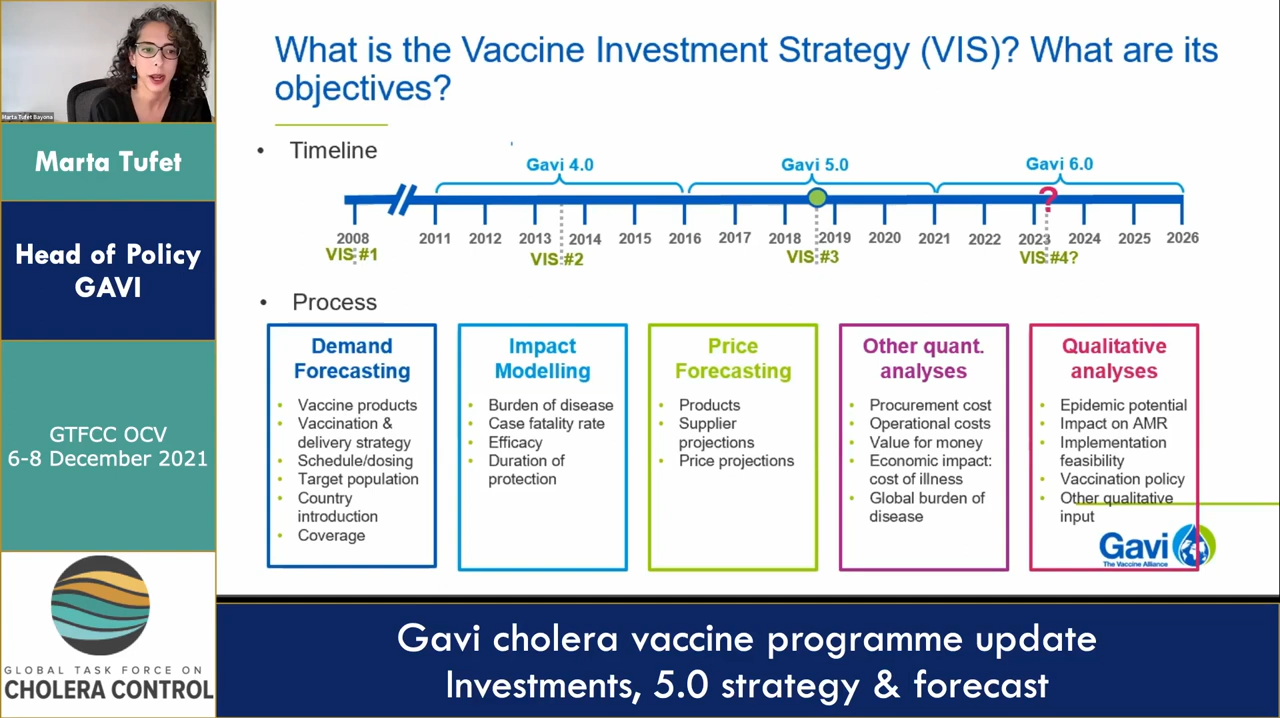 Marta Tufet Bayona
Marta Tufet
Head of Policy
GAVI
GTFCC OCV
6-8 December 2021
GLOBAL TASK FORCE ON
CHOLERA CONTROL
What is the Vaccine Investment Strategy (VIS)? What are its
objectives?
• Timeline
Gavi 4.0 Gavi 5.0 Gavi 6.0
?
2008 2011 2012 2013 2014 2015 2016 2017 2018 2019 2020 2021 2022 2023 2024 2025 2026
VIS #1 VIS #2 VIS #3 VIS #4?
• Process
Demand
Forecasting
• Vaccine products
• Vaccination &
delivery strategy
• Schedule/dosing
• Target population
• Country
introduction
• Coverage
Impact
Modelling
• Burden of disease
• Case fatality rate
• Efficacy
• Duration of
protection
Price
Forecasting
• Products
• Supplier
projections
• Price projections
Other quant.
analyses
• Procurement cost
• Operational costs
• Value for money
• Economic impact:
cost of illness
• Global burden of
disease
Qualitative
analyses
• Epidemic potential
• Impact on AMR
• Implementation
feasibility
• Vaccination policy
• Other qualitative
input
Gavi
The Vaccine Alliance
Gavi cholera vaccine programme update
Investments, 5.0 strategy & forecast